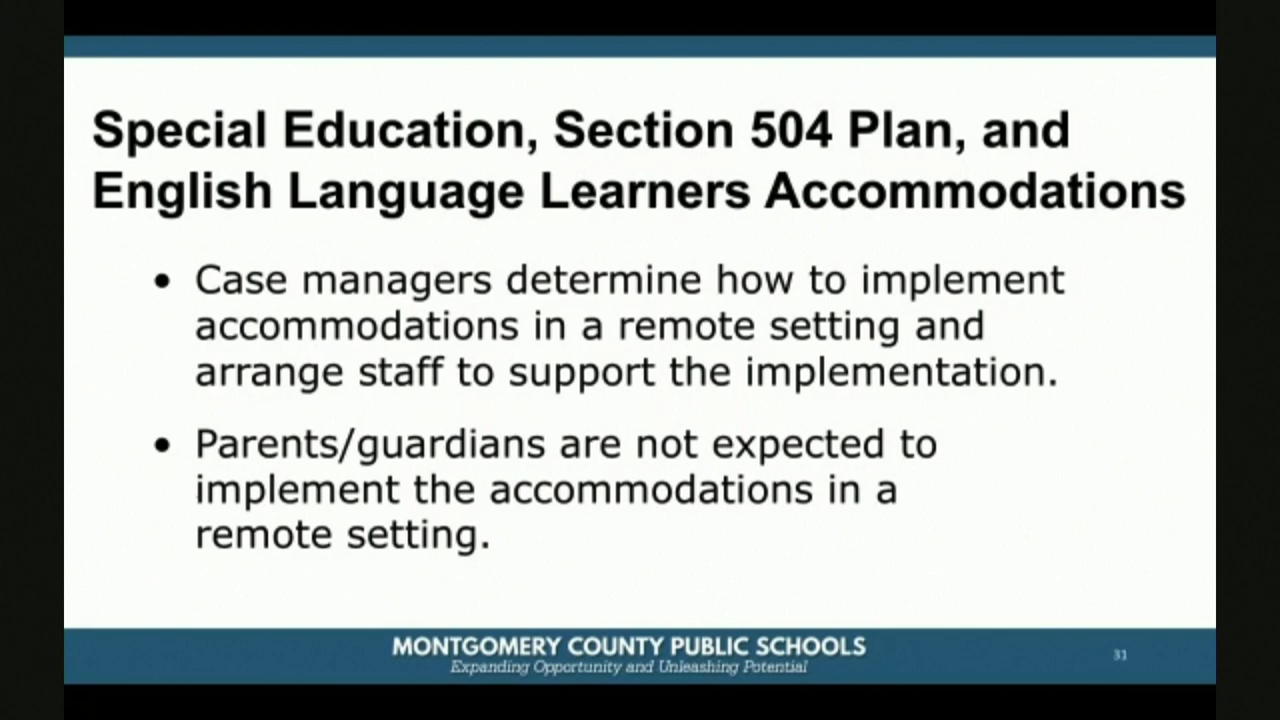 Special Education, Section 504 Plan, and
English Language Learners Accommodations
• Case managers determine how to implement
accommodations in a remote setting and
arrange staff to support the implementation.
• Parents/guardians are not expected to
implement the accommodations in a
remote setting.
MONTGOMERY COUNTY PUBLIC SCHOOLS
Expanding Opportunity and Unleashing Potential
31